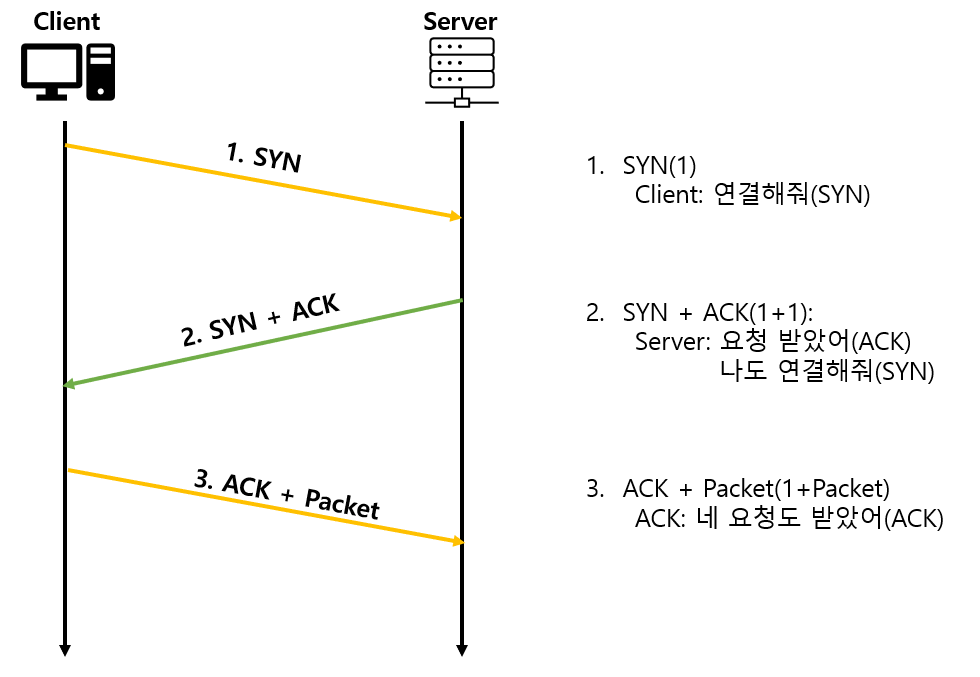 Client
Server
1. SYN
2. SYN + ACK
3. ACK + Packet
1. SYN(1)
Client: 연결해줘(SYN)
2. SYN + ACK(1+1):
Server: 요청 받았어(ACK)
나도 연결해줘(SYN)
3. ACK + Packet(1+Packet)
ACK: 네 요청도 받았어(ACK)